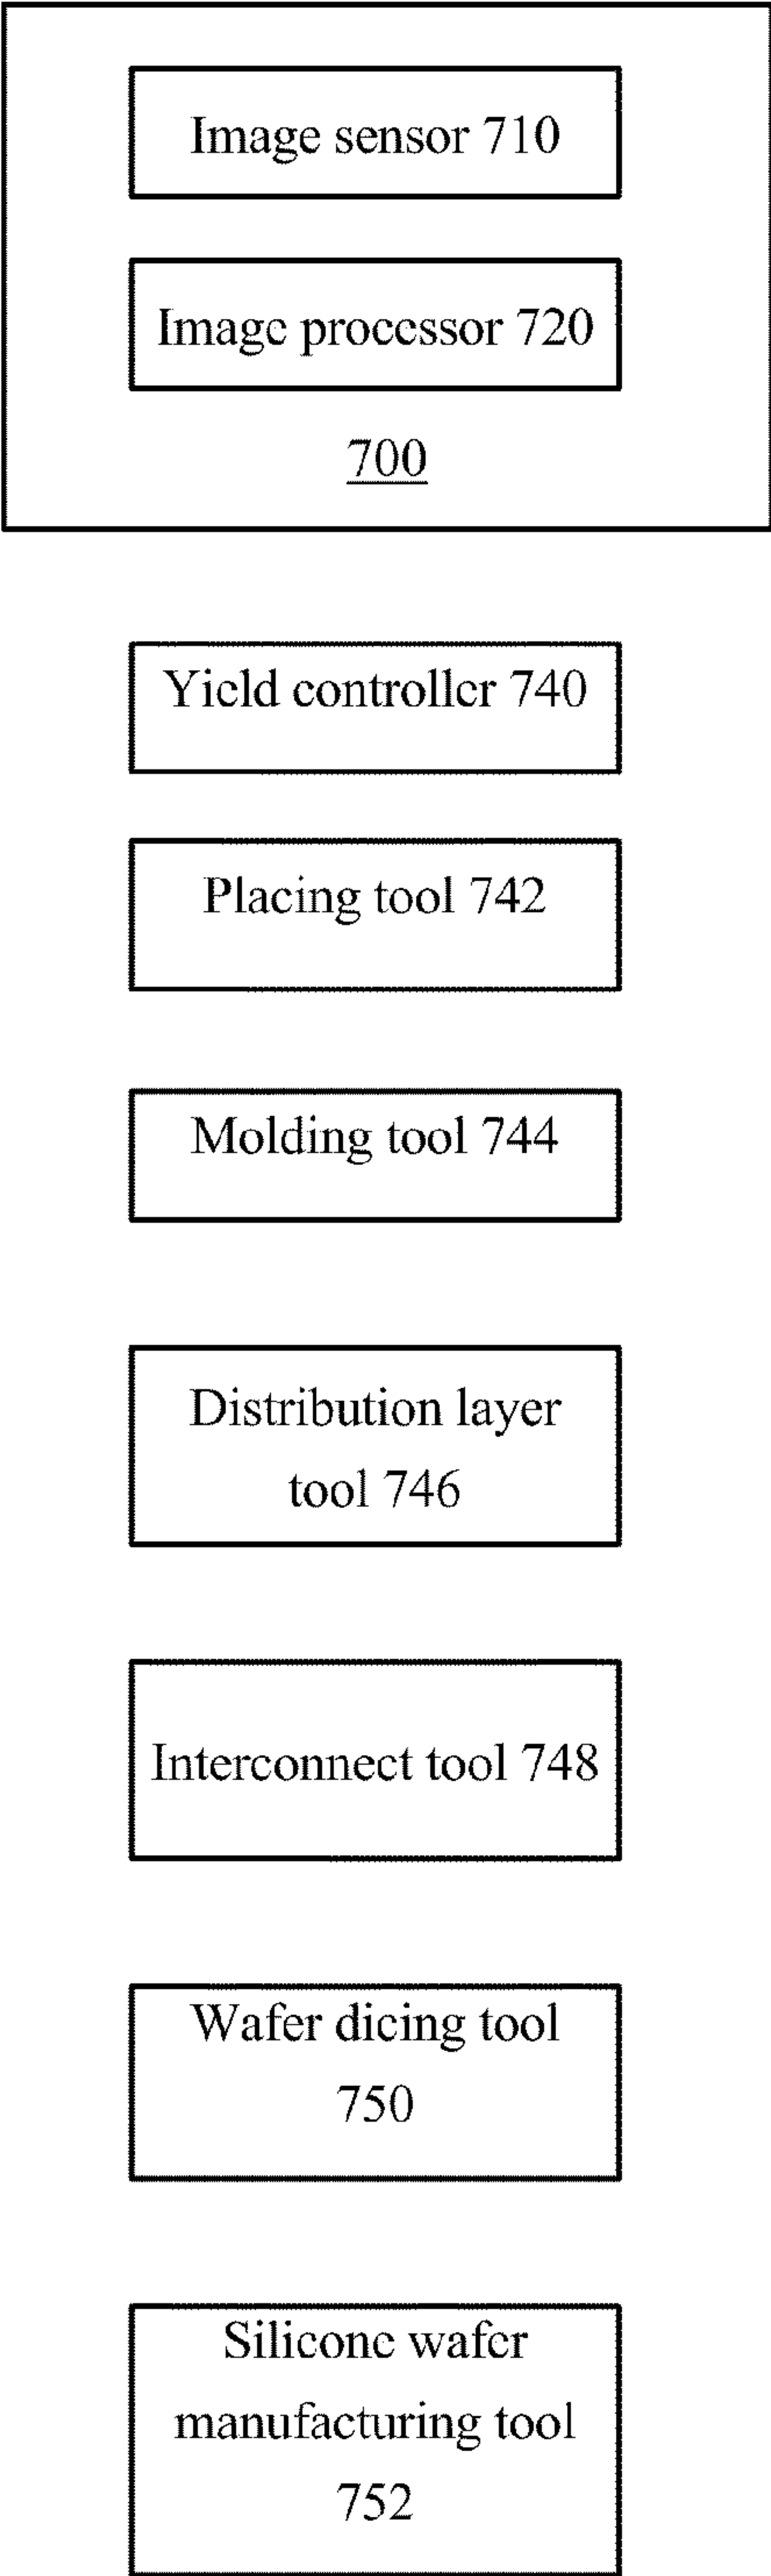 Image sensor 710
Image processor 720
700
Yield controller 740
Placing tool 742
Molding tool 744
Distribution layer
tool 746
Interconnect tool 748
Wafer dicing tool
750
Silicone wafer
manufacturing tool
752